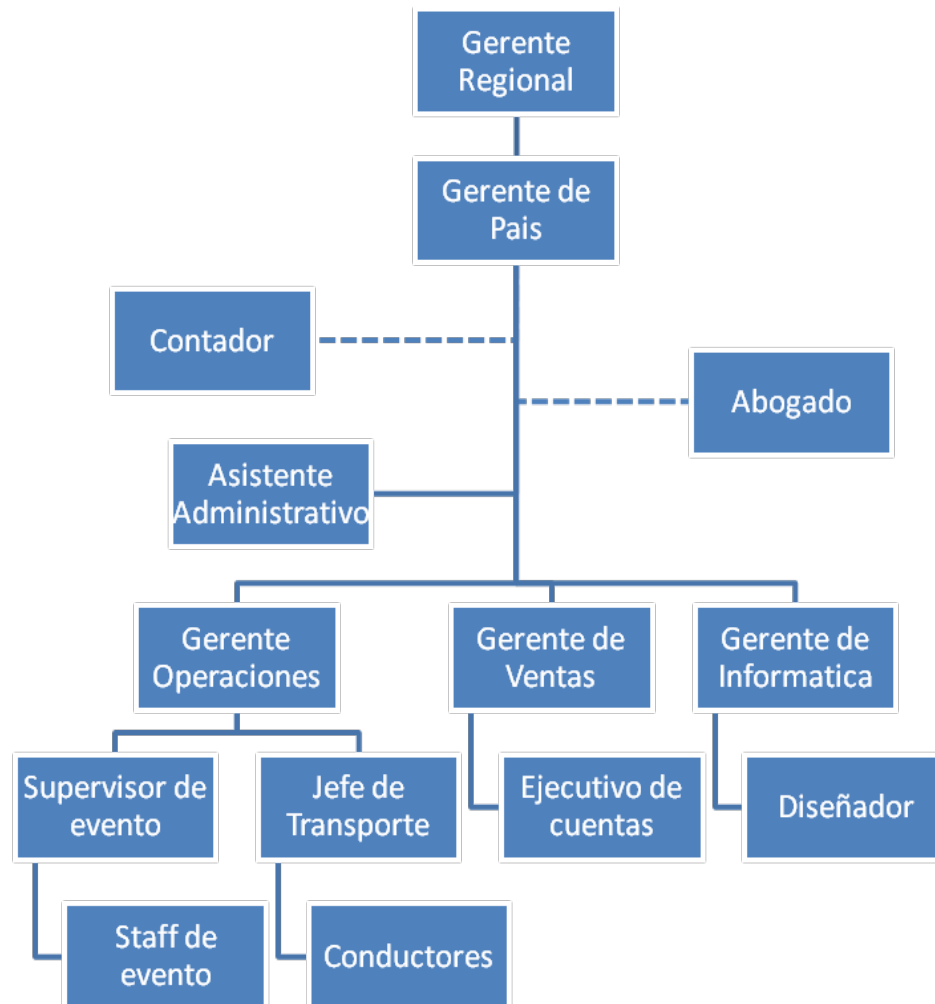 Gerente
Regional
Gerente de
Pais
Contador
Abogado
Asistente
Administrativo
Gerente
Operaciones
Gerente de
Ventas
Gerente de
Informatica
Supervisor de
evento
Jefe de
Transporte
Ejecutivo de
cuentas
Diseñador
Staff de
evento
Conductores